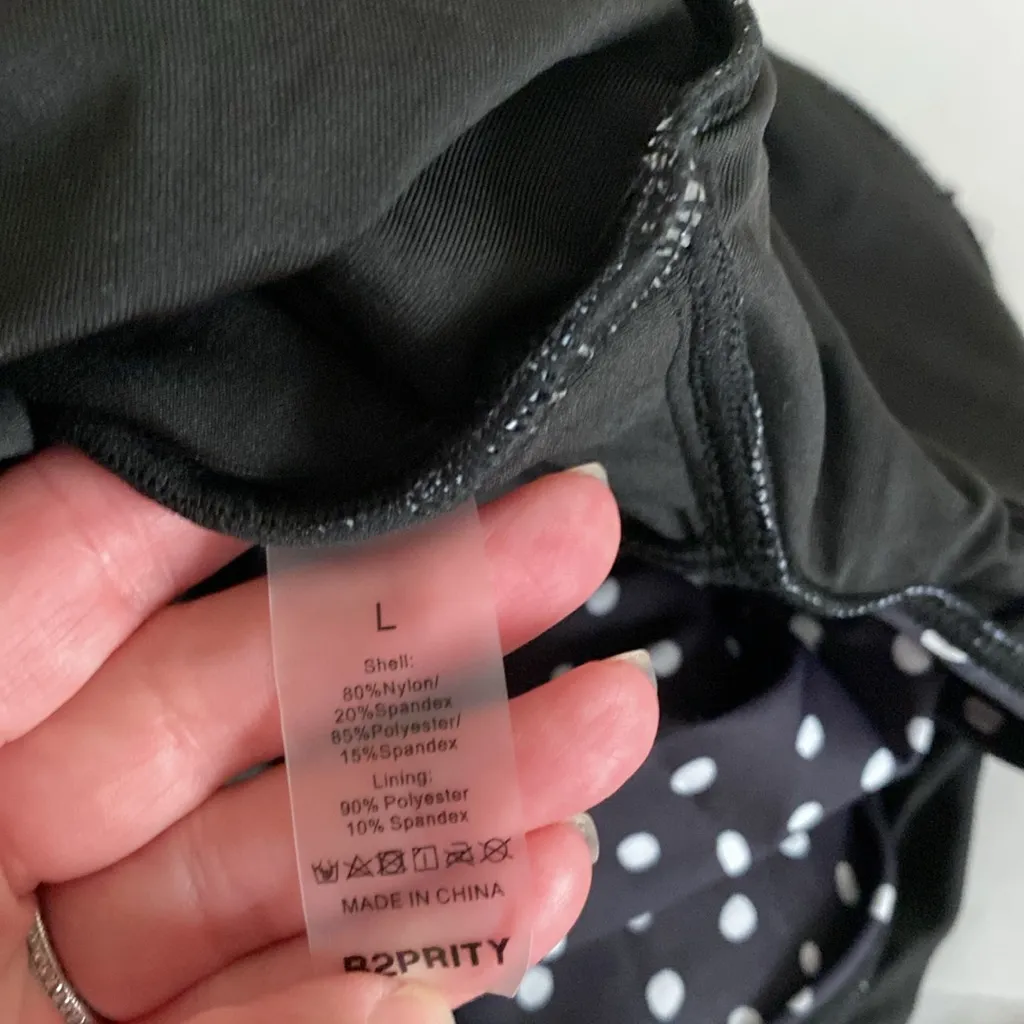 L
Shell:
80%Nylon/
20%Spandex
85%Polyester/
15%Spandex
Lining:
90% Polyester
10% Spandex
MADE IN CHINA
B2PRITY